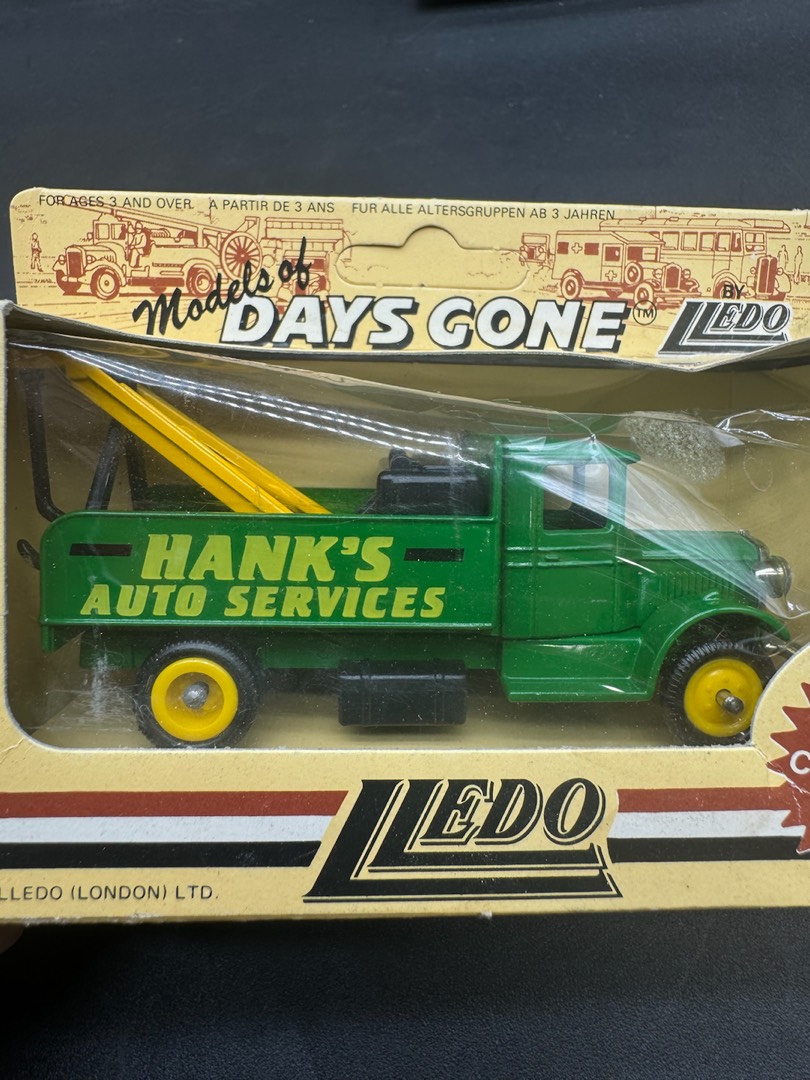 FOR AGES 3 AND OVER. A PARTIR DE 3 ANS FUR ALLE ALTERSGRUPPEN AB 3 JAHREN
Models of
DAYS GONE™
BY
LLEDO
HANK'S
AUTO SERVICES
LLEDO
LLEDO (LONDON) LTD.